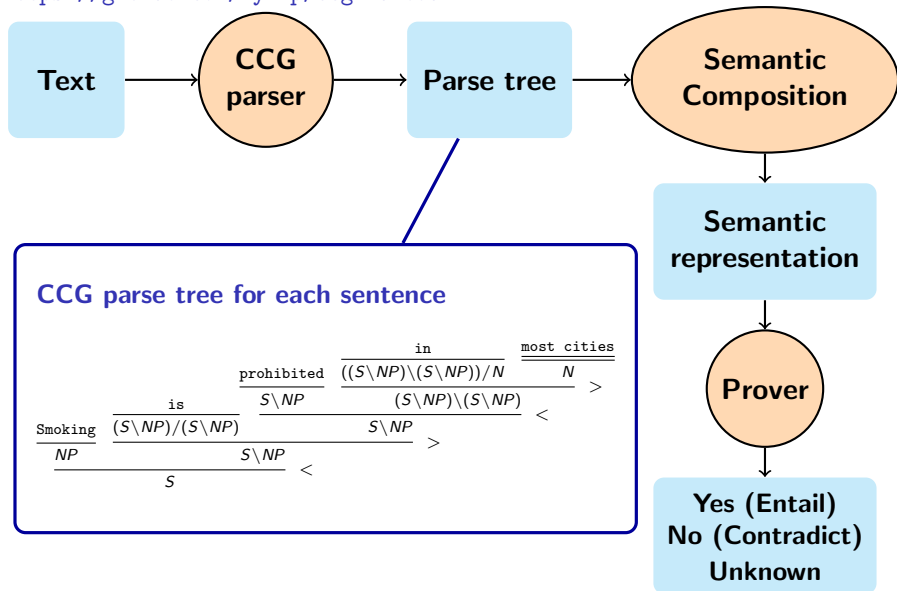 Text
CCG
parser
Parse tree
Semantic
Composition
Semantic
representation
Prover
Yes (Entail)
No (Contradict)
Unknown
CCG parse tree for each sentence
in most cities
prohibited ((S\NP)\(S\NP))/N N >
is S\NP (S\NP)\(S\NP) <
Smoking (S\NP)/(S\NP) S\NP >
NP S\NP <
S